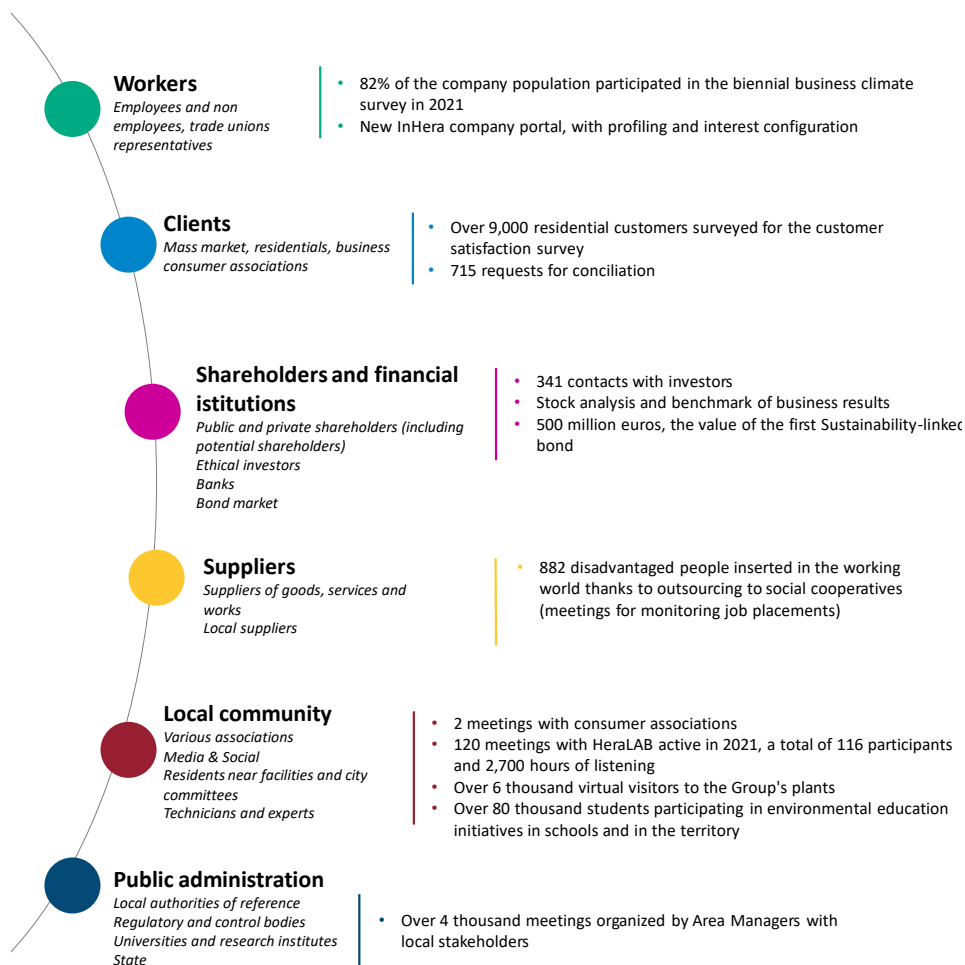 Workers
Employees and non
employees, trade unions
representatives
• 82% of the company population participated in the biennial business climate
survey in 2021
• New InHera company portal, with profiling and interest configuration
Clients
Mass market, residentials, business
consumer associations
• Over 9,000 residential customers surveyed for the customer
satisfaction survey
• 715 requests for conciliation
Shareholders and financial
istitutions
Public and private shareholders (including
potential shareholders)
Ethical investors
Banks
Bond market
• 341 contacts with investors
• Stock analysis and benchmark of business results
• 500 million euros, the value of the first Sustainability-linked
bond
Suppliers
Suppliers of goods, services and
works
Local suppliers
• 882 disadvantaged people inserted in the working
world thanks to outsourcing to social cooperatives
(meetings for monitoring job placements)
Local community
Various associations
Media & Social
Residents near facilities and city
committees
Technicians and experts
• 2 meetings with consumer associations
• 120 meetings with HeraLAB active in 2021, a total of 116 participants
and 2,700 hours of listening
• Over 6 thousand virtual visitors to the Group's plants
• Over 80 thousand students participating in environmental education
initiatives in schools and in the territory
Public administration
Local authorities of reference
Regulatory and control bodies
Universities and research institutes
State
• Over 4 thousand meetings organized by Area Managers with
local stakeholders